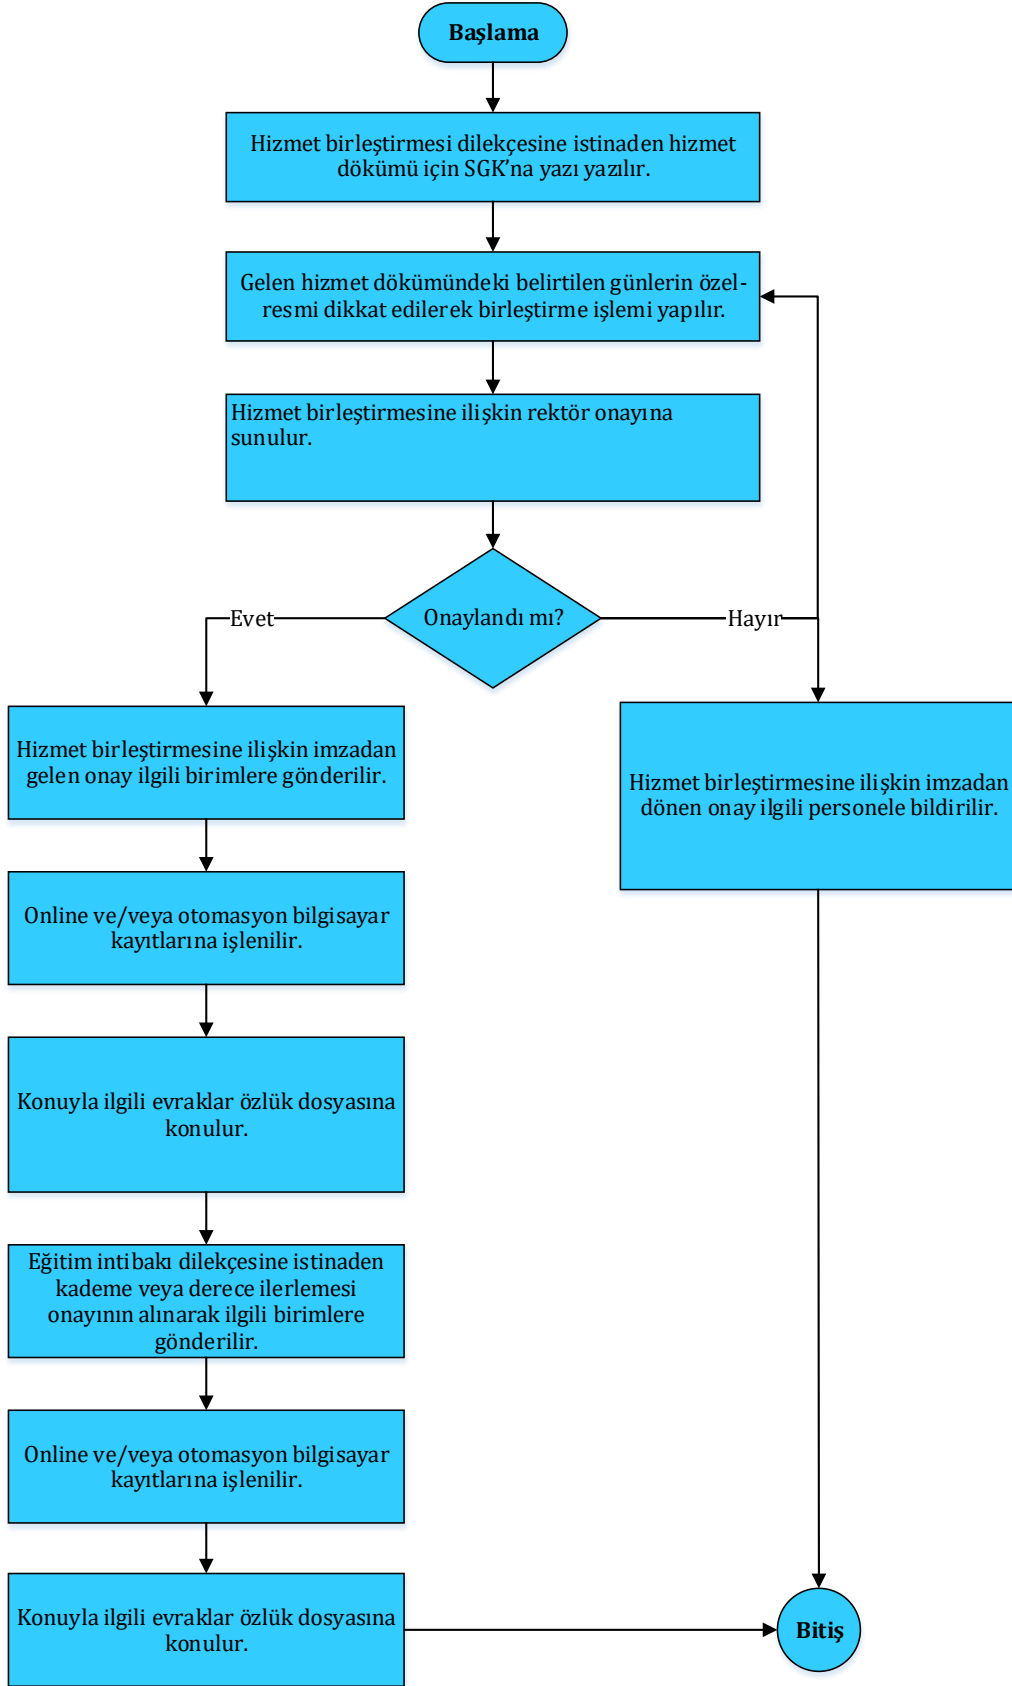 Başlama
Hizmet birleştirmesi dilekçesine istinaden hizmet
dökümü için SGK’na yazı yazılır.
Gelen hizmet dökümündeki belirtilen günlerin özel-
resmi dikkat edilerek birleştirme işlemi yapılır.
Hizmet birleştirmesine ilişkin rektör onayına
sunulur.
Onaylandı mı?
Evet
Hayır
Hizmet birleştirmesine ilişkin imzadan
gelen onay ilgili birimlere gönderilir.
Hizmet birleştirmesine ilişkin imzadan
dönen onay ilgili personele bildirilir.
Online ve/veya otomasyon bilgisayar
kayıtlarına işlenilir.
Konuyla ilgili evraklar özlük dosyasına
konulur.
Eğitim intibakı dilekçesine istinaden
kademe veya derece ilerlemesi
onayının alınarak ilgili birimlere
gönderilir.
Online ve/veya otomasyon bilgisayar
kayıtlarına işlenilir.
Konuyla ilgili evraklar özlük dosyasına
konulur.
Bitiş